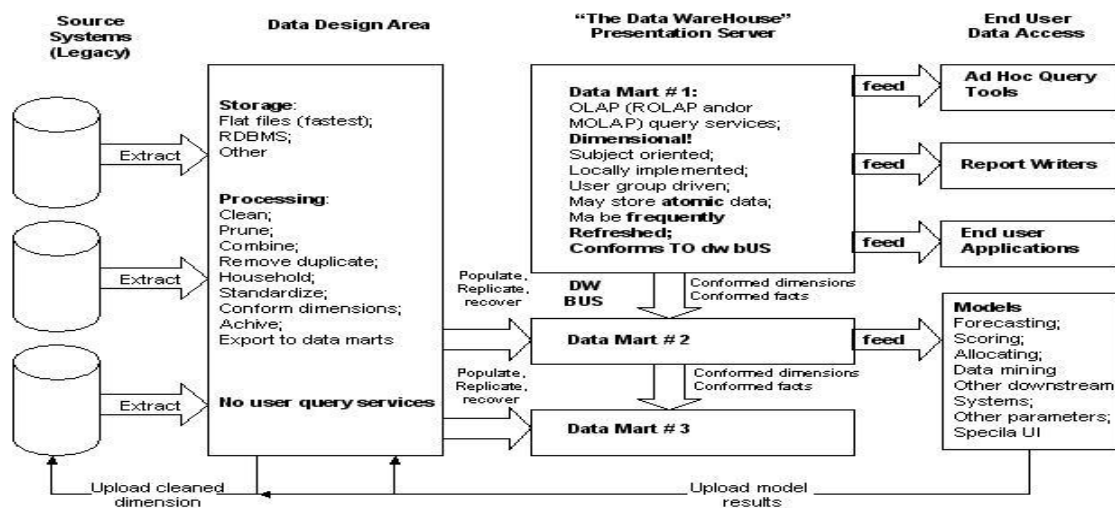 Source
Systems
(Legacy)
Data Design Area
“The Data WareHouse”
Presentation Server
End User
Data Access
Extract
Extract
Extract
Storage:
Flat files (fastest);
RDBMS;
Other
Processing:
Clean;
Prune;
Combine;
Remove duplicate;
Household;
Standardize;
Conform dimensions;
Achive;
Export to data marts
No user query services
Populate,
Replicate,
recover
Populate,
Replicate,
recover
Data Mart # 1:
OLAP (ROLAP andor
MOLAP) query services;
Dimensional!
Subject oriented;
Locally implemented;
User group driven;
May store atomic data;
Ma be frequently
Refreshed;
Conforms TO dw bUS
DW
BUS
Conformed dimensions
Conformed facts
Data Mart # 2
Conformed dimensions
Conformed facts
Data Mart # 3
feed
feed
feed
feed
Ad Hoc Query
Tools
Report Writers
End user
Applications
Models
Forecasting;
Scoring;
Allocating;
Data mining
Other downstream
Systems;
Other parameters;
Specila UI
Upload cleaned
dimension
Upload model
results